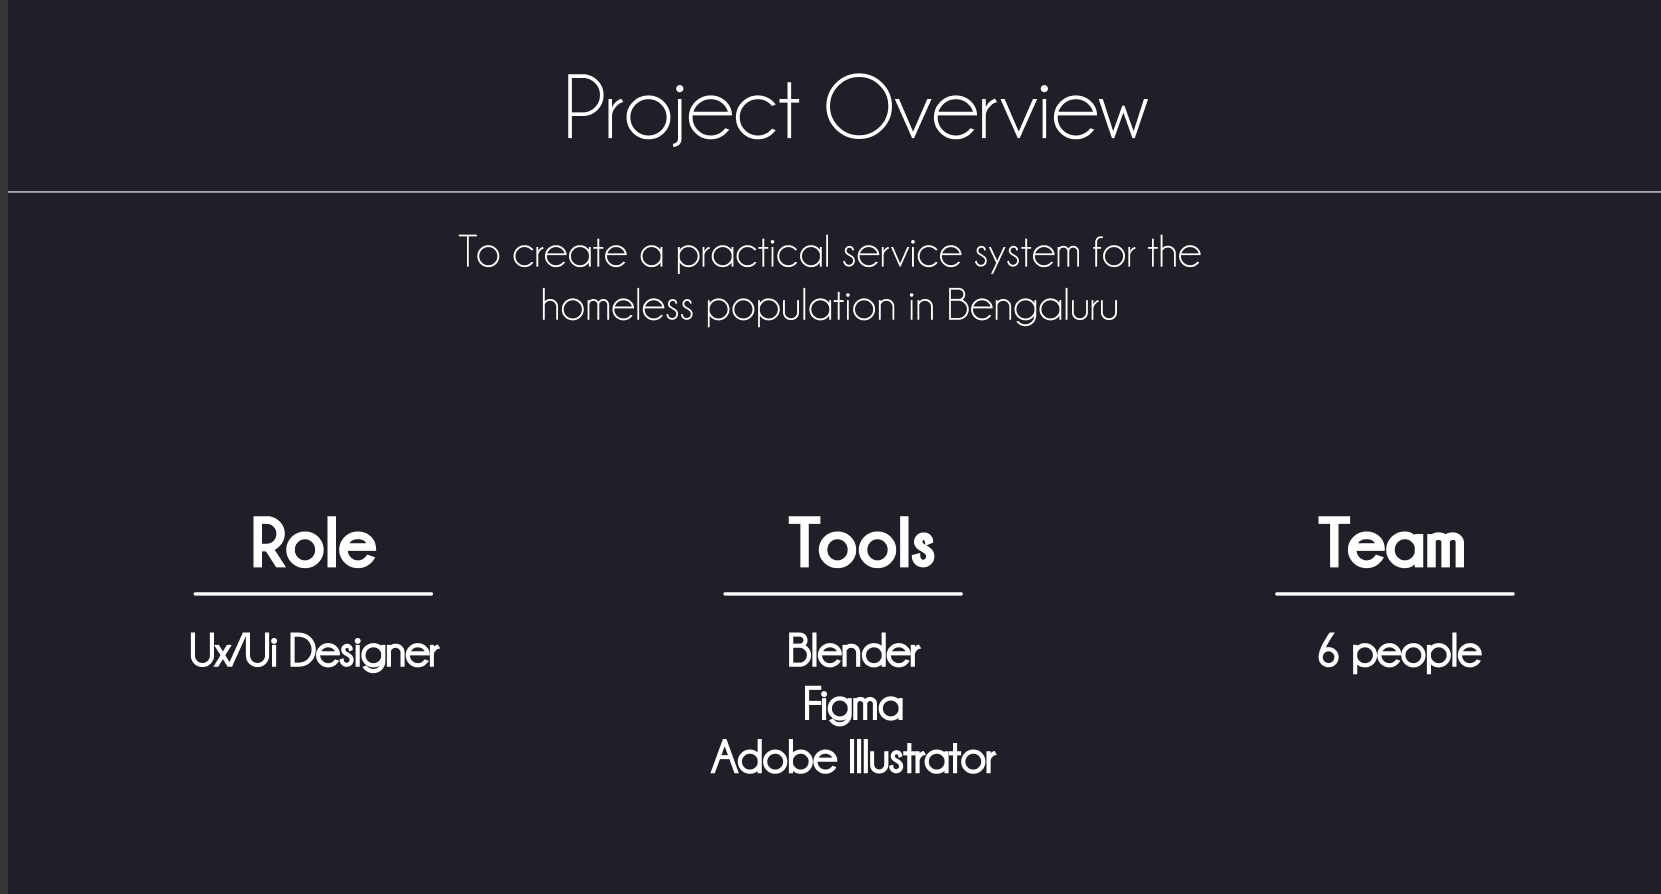 Project Overview
To create a practical service system for the
homeless population in Bengaluru
Role
Ux/Ui Designer
Tools
Blender
Figma
Adobe Illustrator
Team
6 people